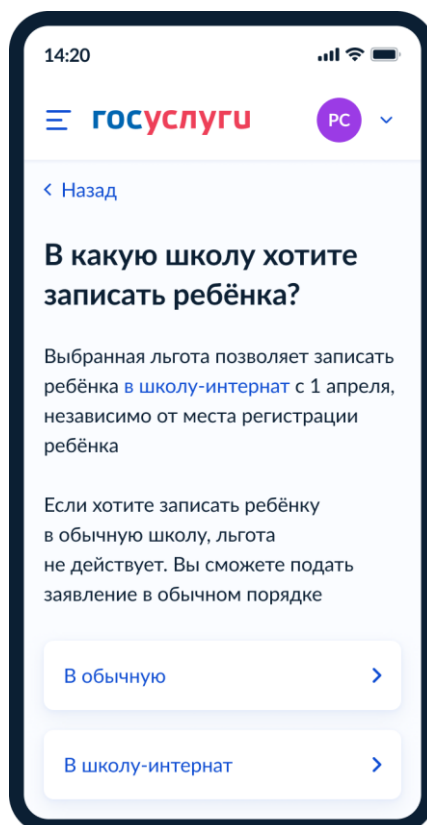 14:20
госуслуги
РС
Назад
В какую школу хотите
записать ребёнка?
Выбранная льгота позволяет записать
ребёнка в школу-интернат с 1 апреля,
независимо от места регистрации
ребёнка
Если хотите записать ребёнку
в обычную школу, льгота
не действует. Вы сможете подать
заявление в обычном порядке
В обычную
В школу-интернат